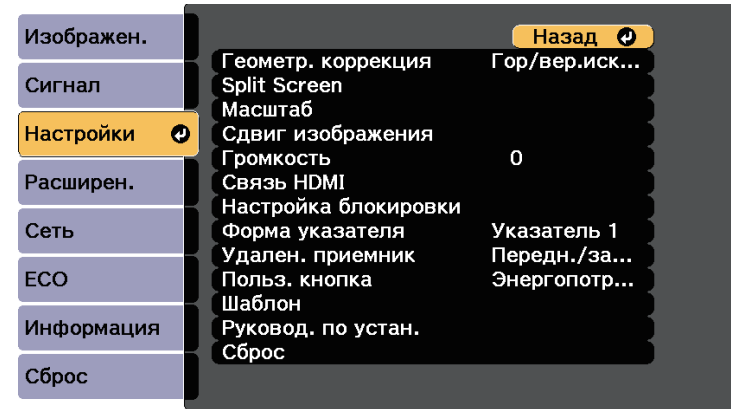 Изображен.
Сигнал
Настройки
Расширен.
Сеть
ECO
Информация
Сброс
Назад
Геометр. коррекция Гор/вер.иск...
Split Screen
Масштаб
Сдвиг изображения
Громкость 0
Связь HDMI
Настройка блокировки
Форма указателя Указатель 1
Удален. приемник Передн./за...
Польз. кнопка Энергопотр...
Шаблон
Руковод. по устан.
Сброс